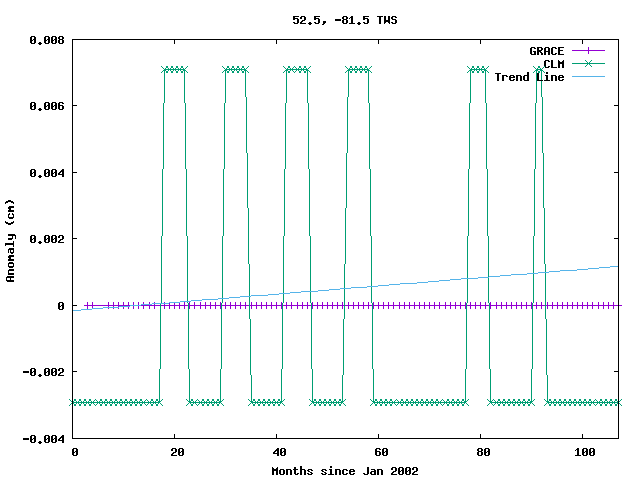 52.5, -81.5 TWS
GRACE
CLM
Trend Line
0.008
0.006
0.004
0.002
0
-0.002
-0.004
Anomaly (cm)
0 20 40 60 80 100
Months since Jan 2002